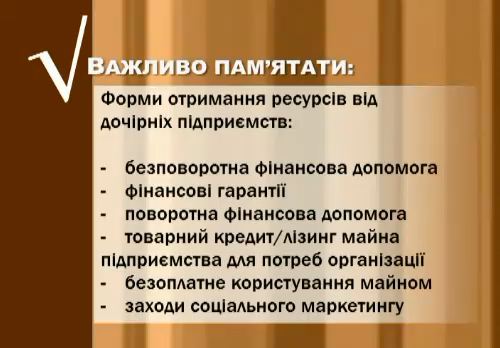 ВАЖЛИВО ПАМ'ЯТАТИ:
Форми отримання ресурсів від
дочірніх підприємств:
- безповоротна фінансова допомога
- фінансові гарантії
- поворотна фінансова допомога
- товарний кредит/лізинг майна
підприємства для потреб організації
- безоплатне користування майном
- заходи соціального маркетингу